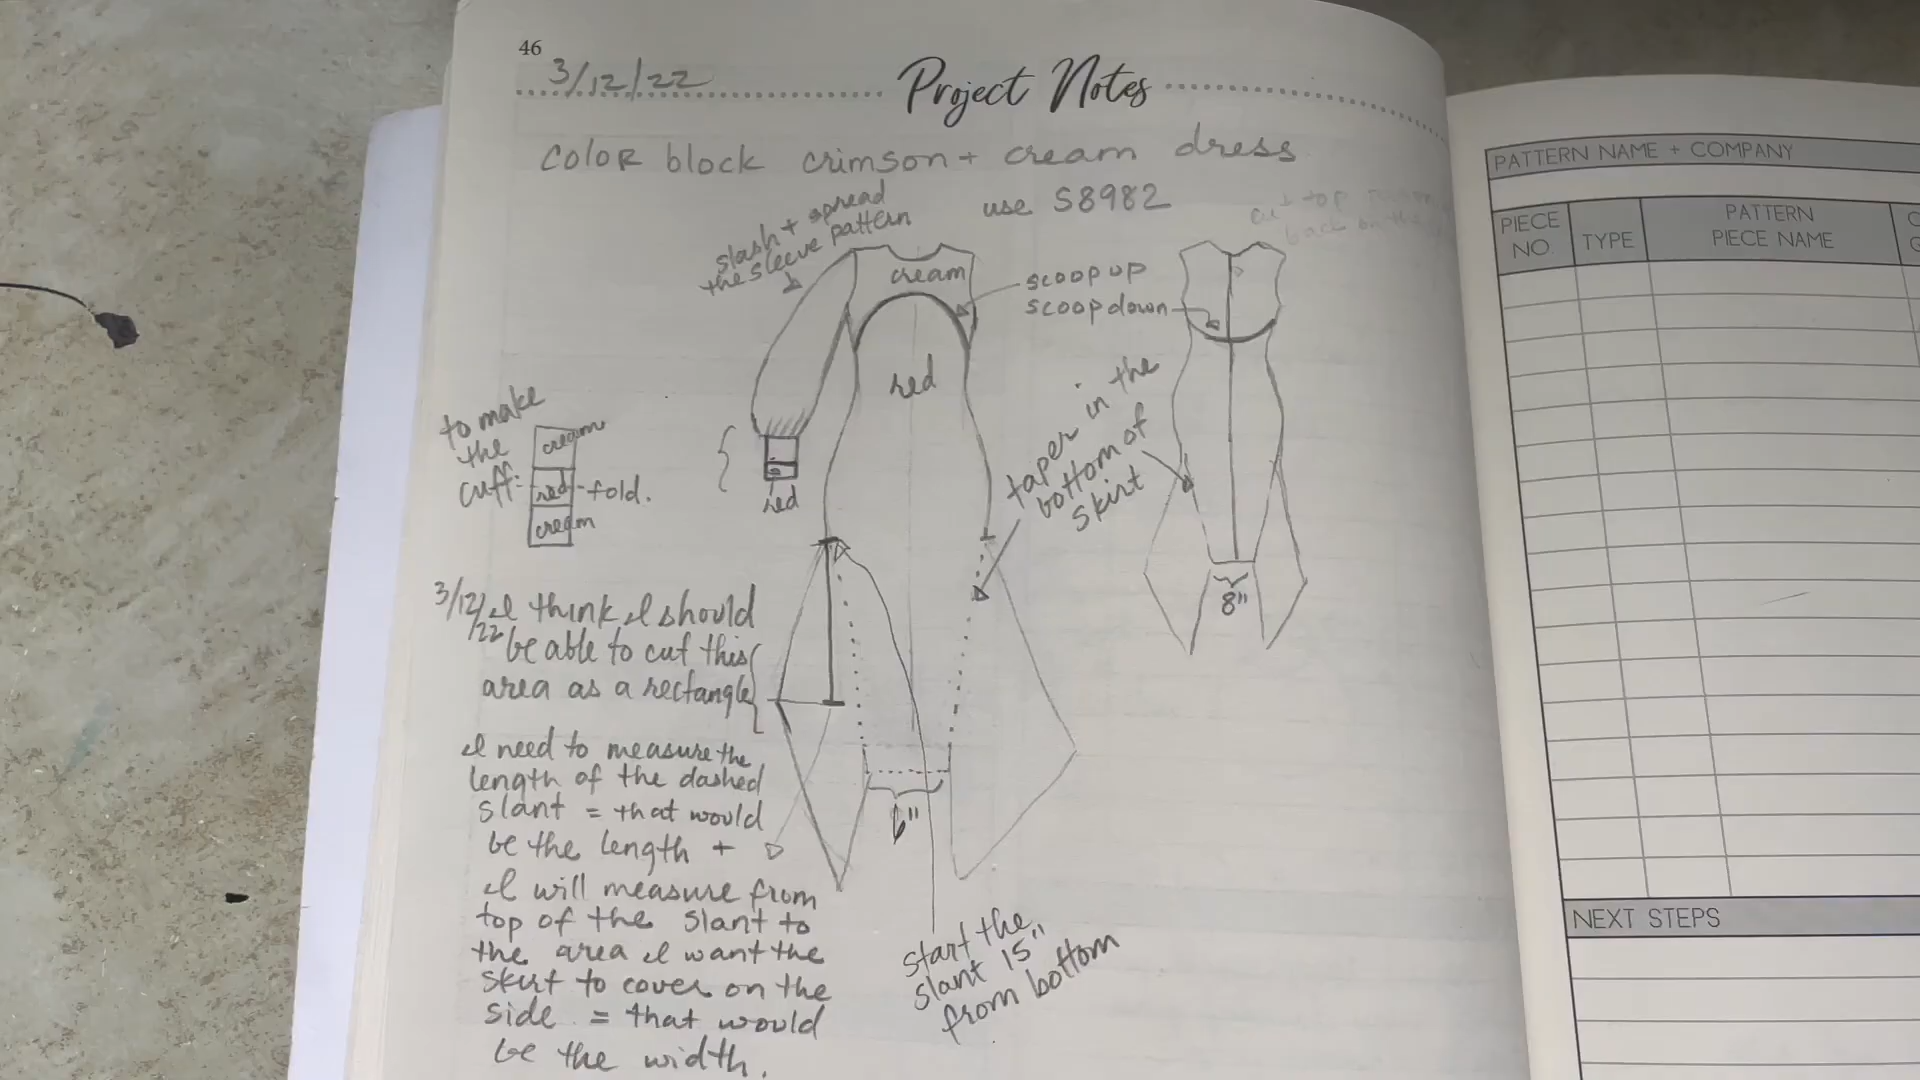 46
3/12/22
Project Notes
COLOR block crimson + cream dress
use S8982
slash + spread
the sleeve pattern
cut top
back on the
cream
scoop up
scoop down
red
taper in the
bottom of
skirt
to make
the
cuff:
cream
red - fold.
cream
red
8"
3/12/22 I think I should
be able to cut this
area as a rectangle
I need to measure the
length of the dashed
slant = that would
be the length +
I will measure from
top of the slant to
the area I want the
skirt to cover on the
side = that would
be the width.
6"
start the
slant 15"
from bottom
PATTERN NAME + COMPANY
PIECE
NO.
TYPE
PATTERN
PIECE NAME
NEXT STEPS